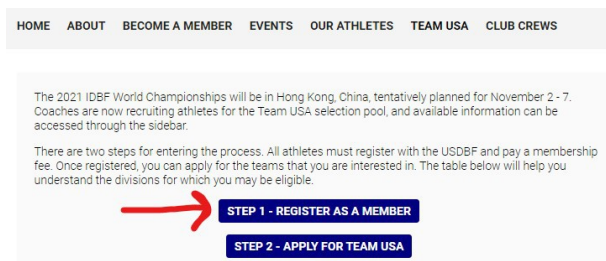 HOME ABOUT BECOME A MEMBER EVENTS OUR ATHLETES TEAM USA CLUB CREWS
The 2021 IDBF World Championships will be in Hong Kong, China, tentatively planned for November 2 - 7.
Coaches are now recruiting athletes for the Team USA selection pool, and available information can be
accessed through the sidebar.
There are two steps for entering the process. All athletes must register with the USDBF and pay a membership
fee. Once registered, you can apply for the teams that you are interested in. The table below will help you
understand the divisions for which you may be eligible.
STEP 1 - REGISTER AS A MEMBER
STEP 2 - APPLY FOR TEAM USA